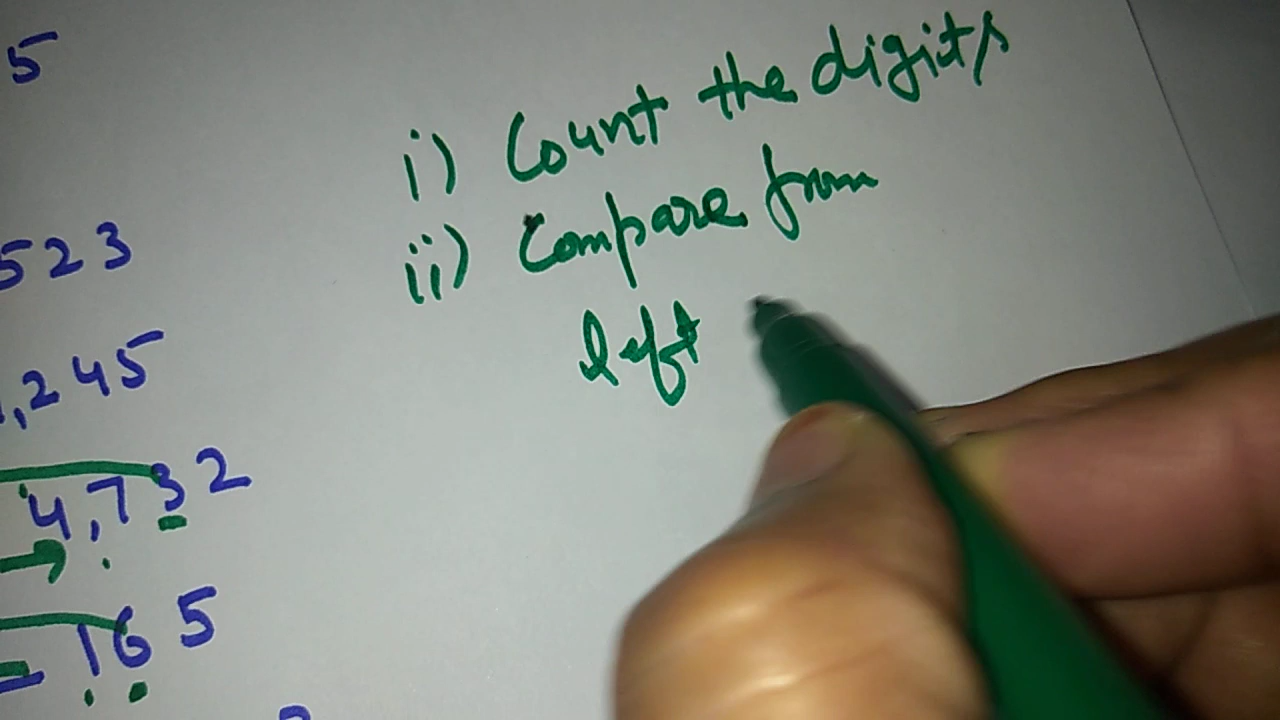 5
i) Count the digits
ii) Compare from
left
523
,245
4,732
165